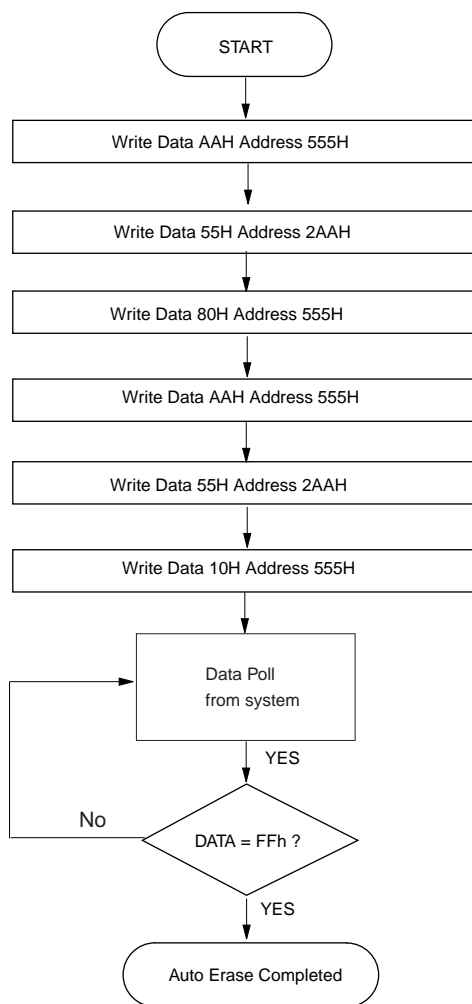 START
Write Data AAH Address 555H
Write Data 55H Address 2AAH
Write Data 80H Address 555H
Write Data AAH Address 555H
Write Data 55H Address 2AAH
Write Data 10H Address 555H
Data Poll
from system
YES
No
DATA = FFh ?
YES
Auto Erase Completed